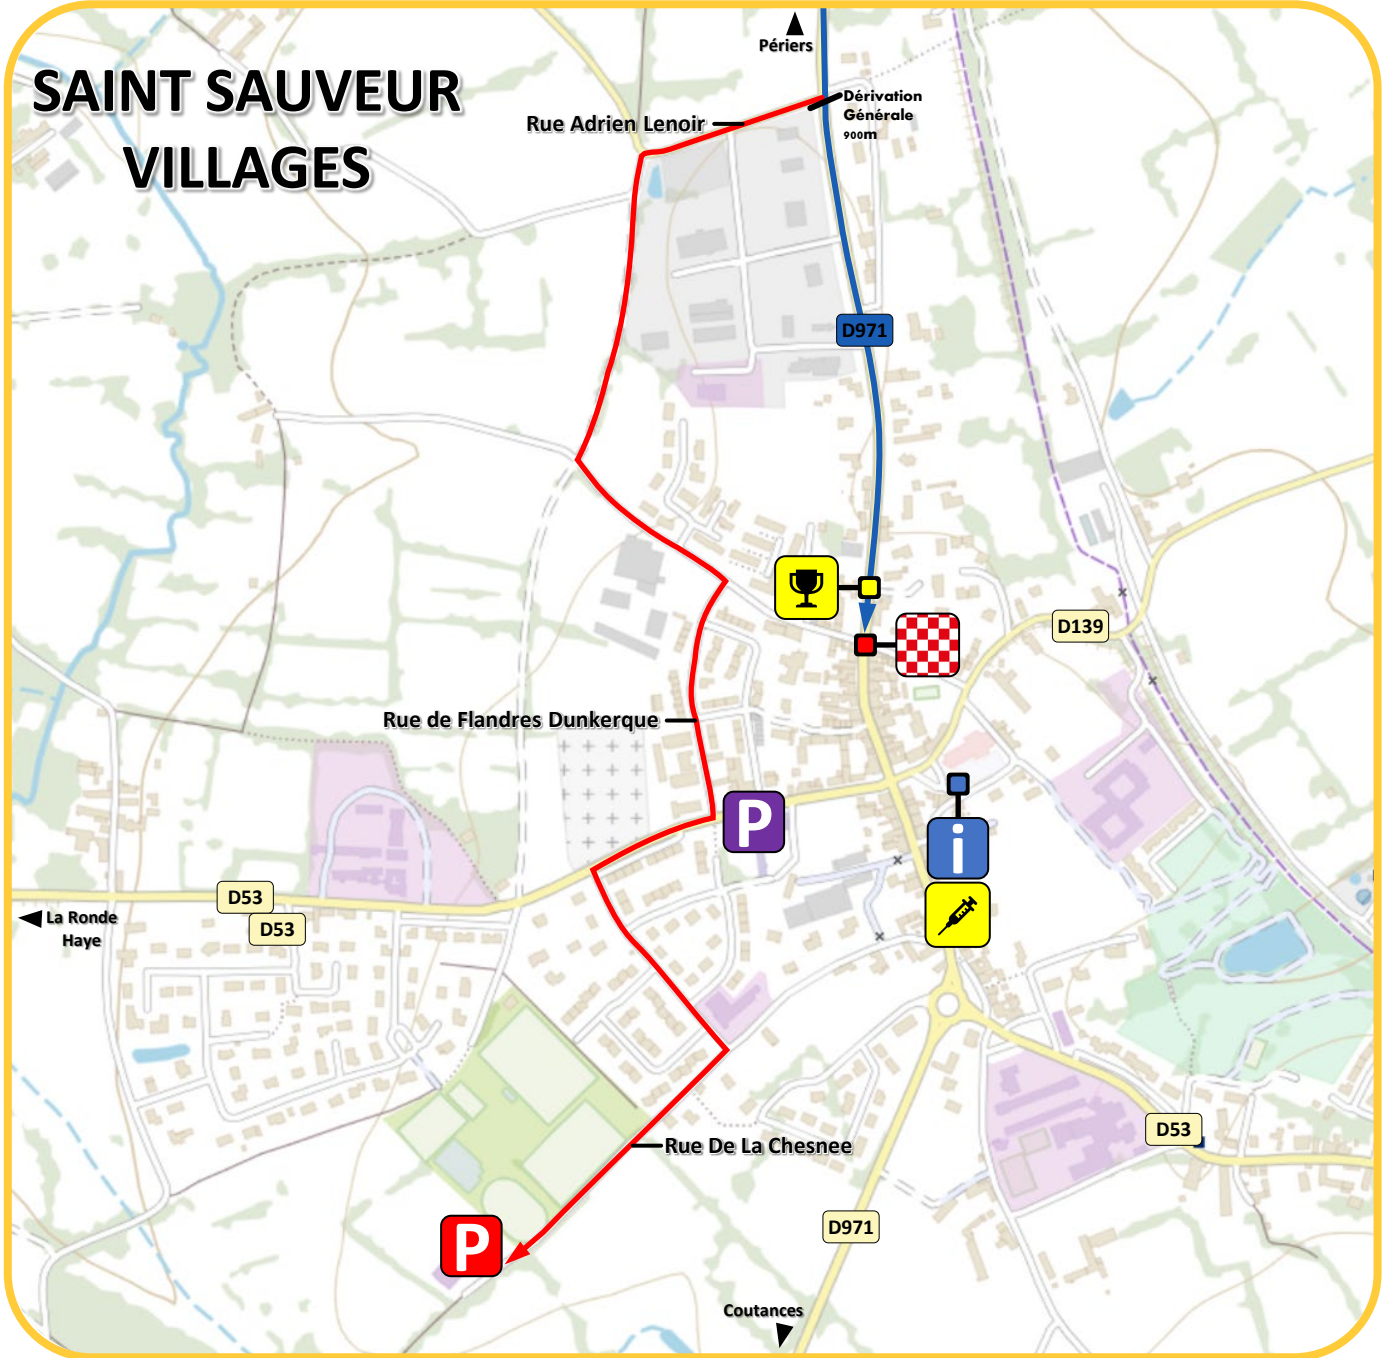 Périers
SAINT SAUVEUR
VILLAGES
Dérivation
Générale
900m
Rue Adrien Lenoir
D971
D139
Rue de Flandres Dunkerque
P
i
D53
D53
La Ronde
Haye
D53
Rue De La Chesnee
D971
P
Coutances